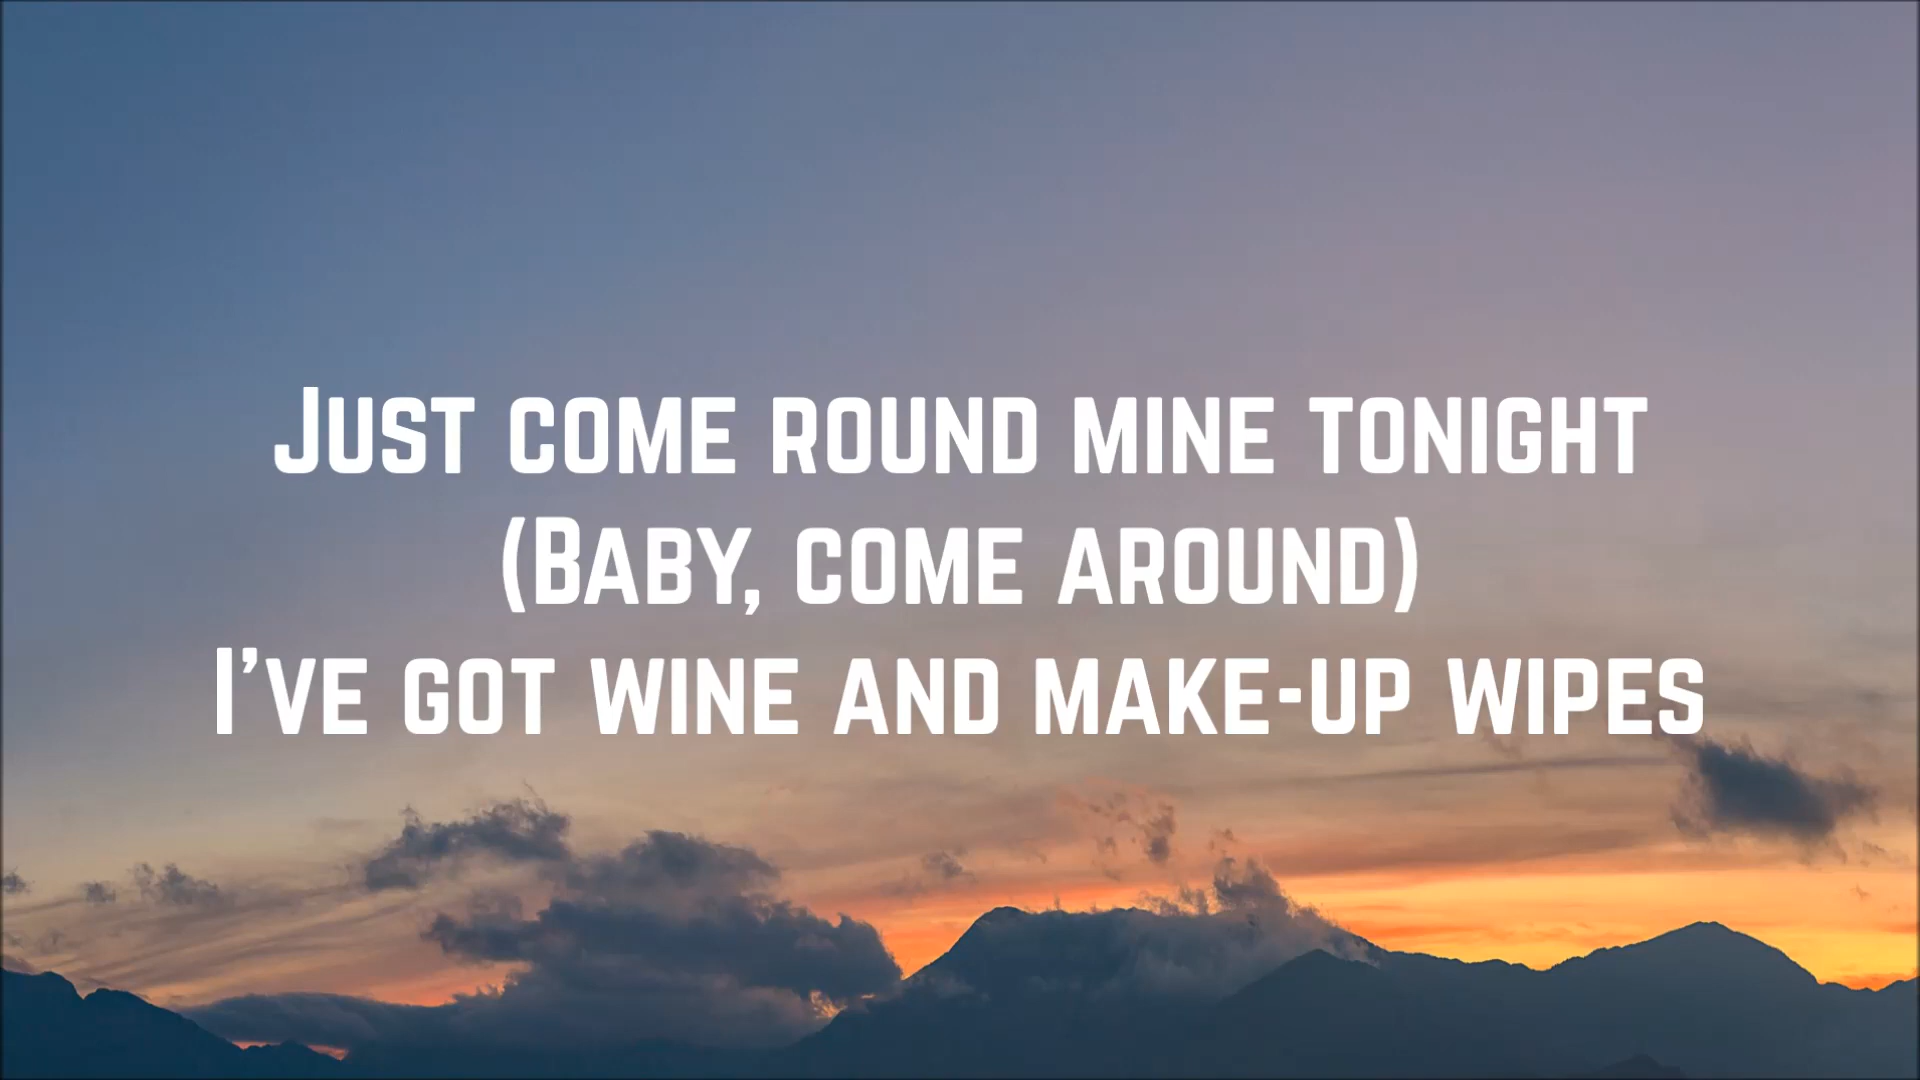 Just come round mine tonight
(Baby, come around)
I've got wine and make-up wipes